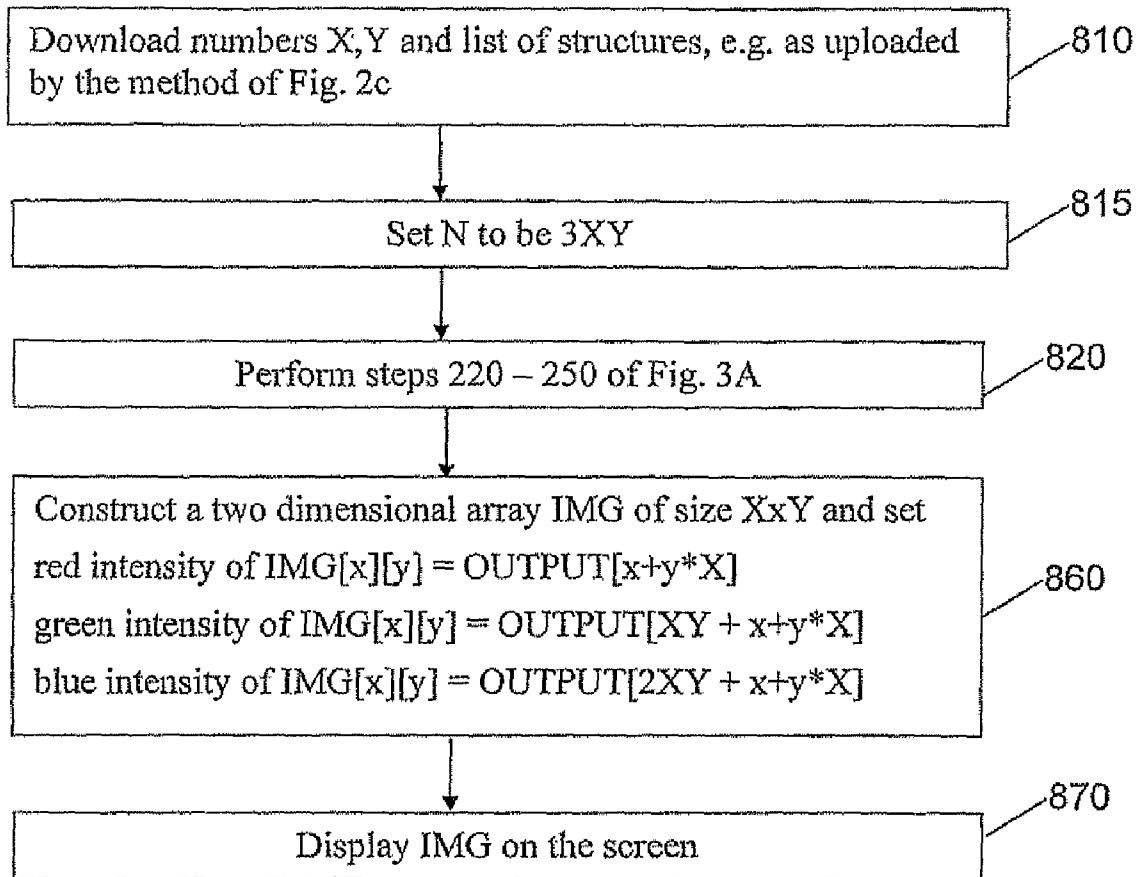 Download numbers X,Y and list of structures, e.g. as uploaded
by the method of Fig. 2c
810
Set N to be 3XY
815
Perform steps 220 – 250 of Fig. 3A
820
Construct a two dimensional array IMG of size XxY and set
red intensity of IMG[x][y] = OUTPUT[x+y*X]
green intensity of IMG[x][y] = OUTPUT[XY + x+y*X]
blue intensity of IMG[x][y] = OUTPUT[2XY + x+y*X]
860
Display IMG on the screen
870